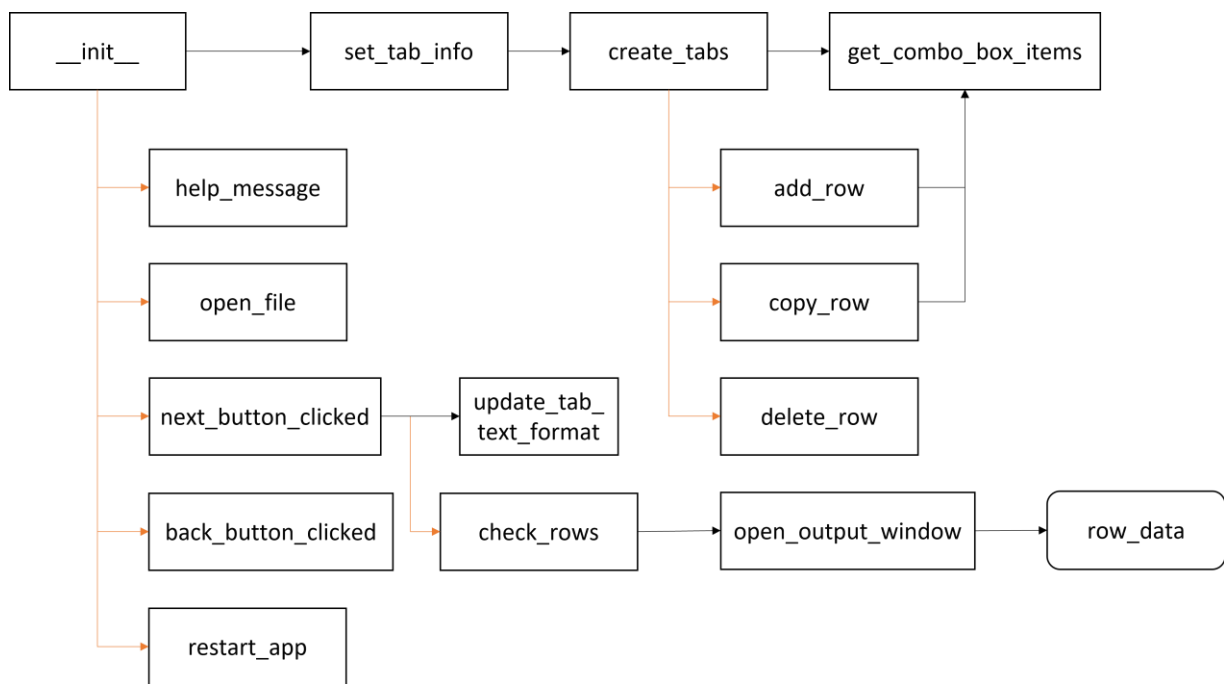 __init__
set_tab_info
create_tabs
get_combo_box_items
help_message
add_row
open_file
copy_row
next_button_clicked
update_tab_
text_format
delete_row
back_button_clicked
check_rows
open_output_window
row_data
restart_app